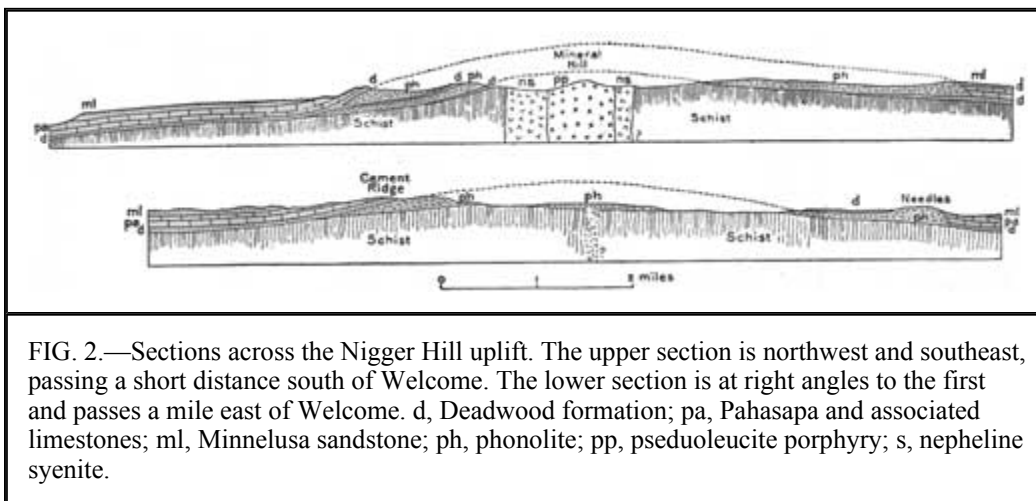 Mineral
Hill
d
d ph
d
ns
pp
ns
ph
ml
ml
ph
d
pa
d
d
Schist
Schist
?
Cement
Ridge
ph
ph
d
Needles
ml
pa
d
ml
pa
d
ph
Schist
Schist
?
0 1 2 miles
FIG. 2.—Sections across the Nigger Hill uplift. The upper section is northwest and southeast,
passing a short distance south of Welcome. The lower section is at right angles to the first
and passes a mile east of Welcome. d, Deadwood formation; pa, Pahasapa and associated
limestones; ml, Minnelusa sandstone; ph, phonolite; pp, pseduoleucite porphyry; s, nepheline
syenite.